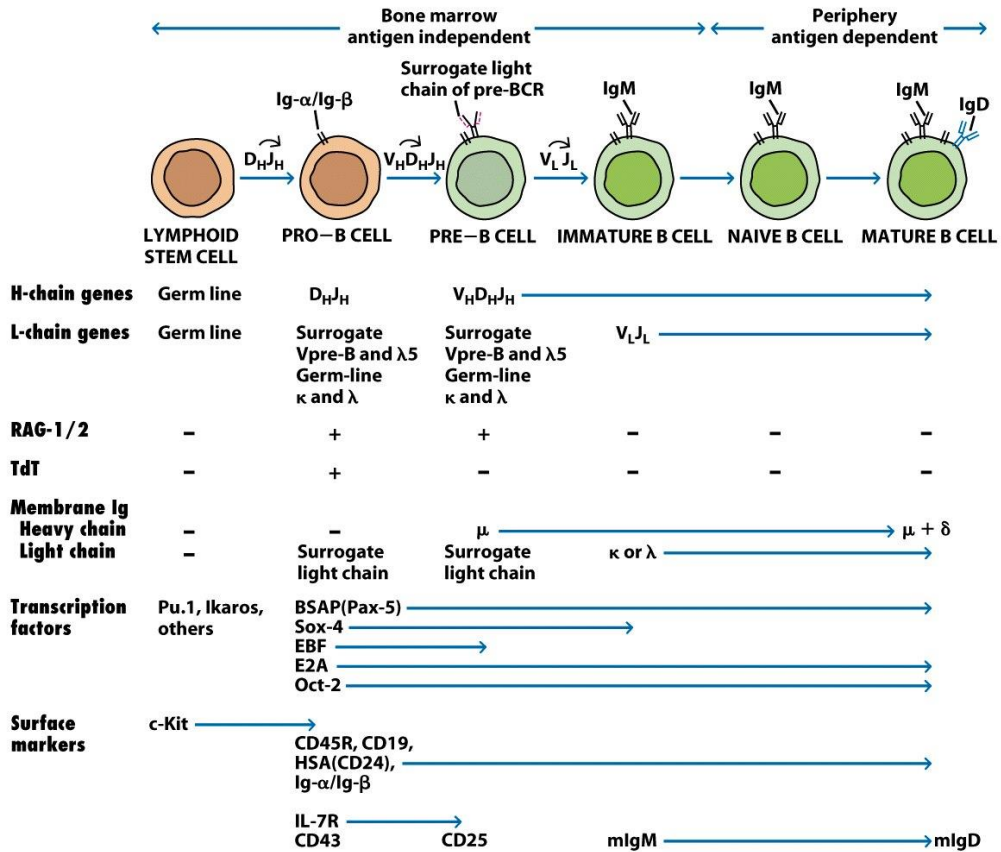 Bone marrow
antigen independent
Periphery
antigen dependent
Surrogate light
chain of pre-BCR
Ig-α/Ig-β
IgM
IgM
IgM
IgD
DHJH
VHDHJH
VL JL
LYMPHOID
STEM CELL
PRO–B CELL
PRE–B CELL
IMMATURE B CELL
NAIVE B CELL
MATURE B CELL
H-chain genes Germ line DHJH VHDHJH
L-chain genes Germ line Surrogate Surrogate VLJL
Vpre-B and λ5 Vpre-B and λ5
Germ-line Germ-line
κ and λ κ and λ
RAG-1/2 – + + – – –
TdT – + – – – –
Membrane Ig
Heavy chain – – μ μ + δ
Light chain – Surrogate Surrogate κ or λ
light chain light chain
Transcription Pu.1, Ikaros, BSAP(Pax-5)
factors others Sox-4
EBF
E2A
Oct-2
Surface c-Kit
markers
CD45R, CD19,
HSA(CD24),
Ig-α/Ig-β
IL-7R
CD43 CD25 mIgM mIgD